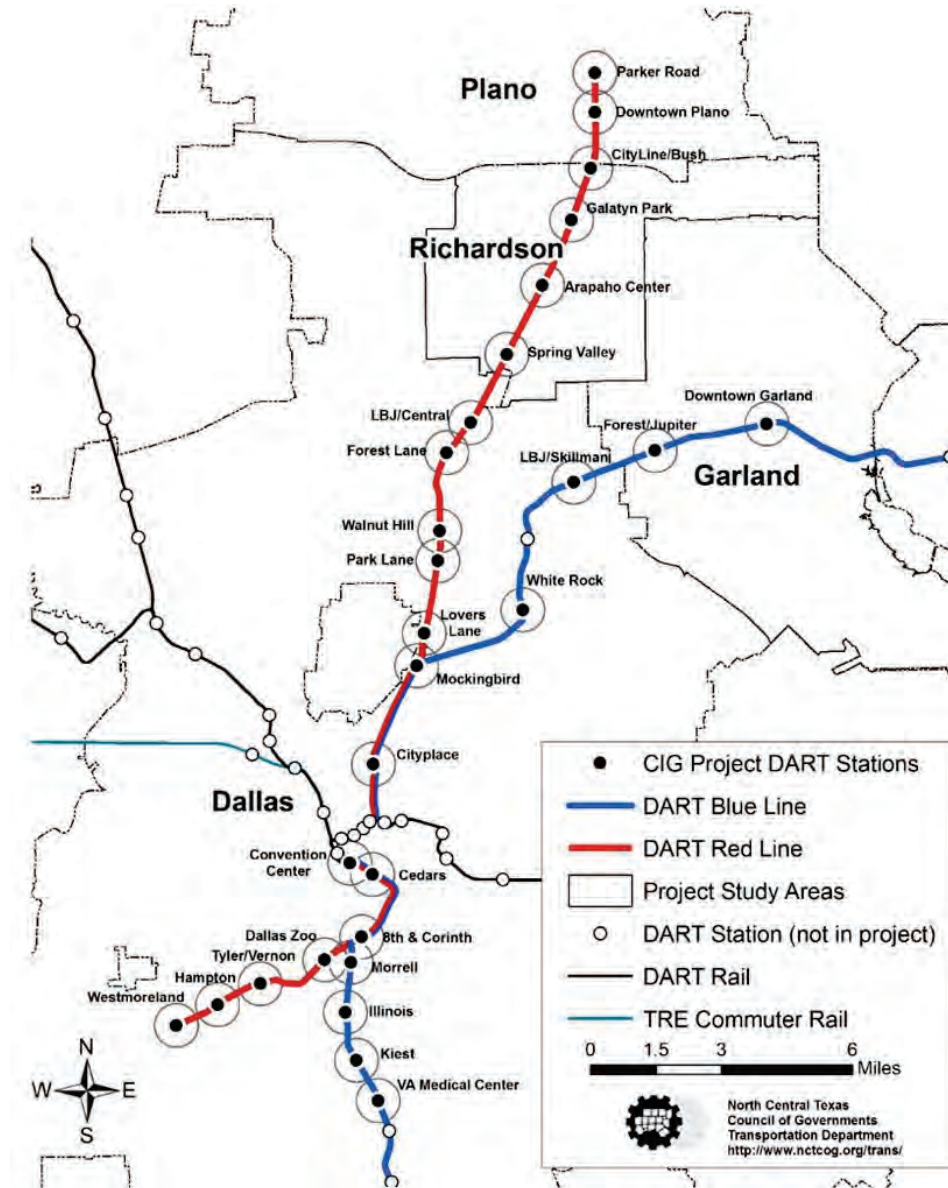 Plano
Parker Road
Downtown Plano
CityLine/Bush
Galatyn Park
Richardson
Arapaho Center
Spring Valley
LBJ/Central
Forest Lane
Downtown Garland
Forest/Jupiter
LBJ/Skillman
Garland
Walnut Hill
Park Lane
White Rock
Lovers
Lane
Mockingbird
Cityplace
Dallas
Convention
Center
Cedars
Dallas Zoo
8th & Corinth
Tyler/Vernon
Morrell
Hampton
Westmoreland
Illinois
Kiest
VA Medical Center
N
W
E
S
CIG Project DART Stations
DART Blue Line
DART Red Line
Project Study Areas
DART Station (not in project)
DART Rail
TRE Commuter Rail
0 1.5 3 6
Miles
North Central Texas
Council of Governments
Transportation Department
http://www.nctcog.org/trans/